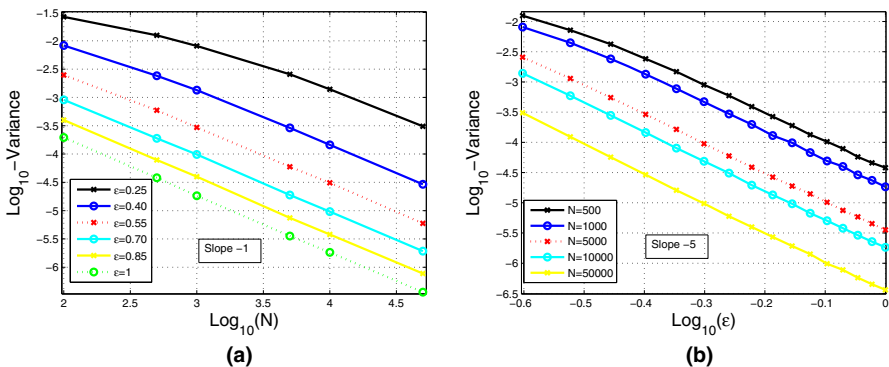 −1.5
−2
−2.5
−3
−3.5
−4
−4.5
−5
−5.5
−6
Log10−Variance
ε=0.25
ε=0.40
ε=0.55
ε=0.70
ε=0.85
ε=1
Slope −1
2 2.5 3 3.5 4 4.5
Log10(N)
(a)
−2
−2.5
−3
−3.5
−4
−4.5
−5
−5.5
−6
−6.5
Log10−Variance
N=500
N=1000
N=5000
N=10000
N=50000
Slope −5
−0.6 −0.5 −0.4 −0.3 −0.2 −0.1 0
Log10(ε)
(b)